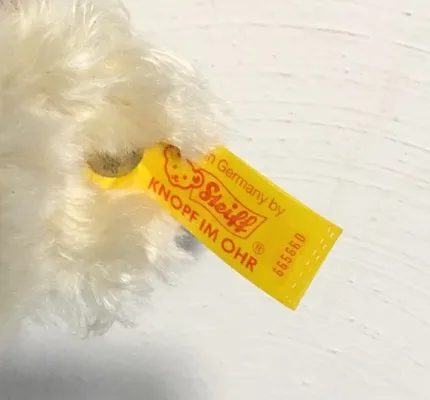 n Germany by
Steiff®
KNOPF IM OHR
665660